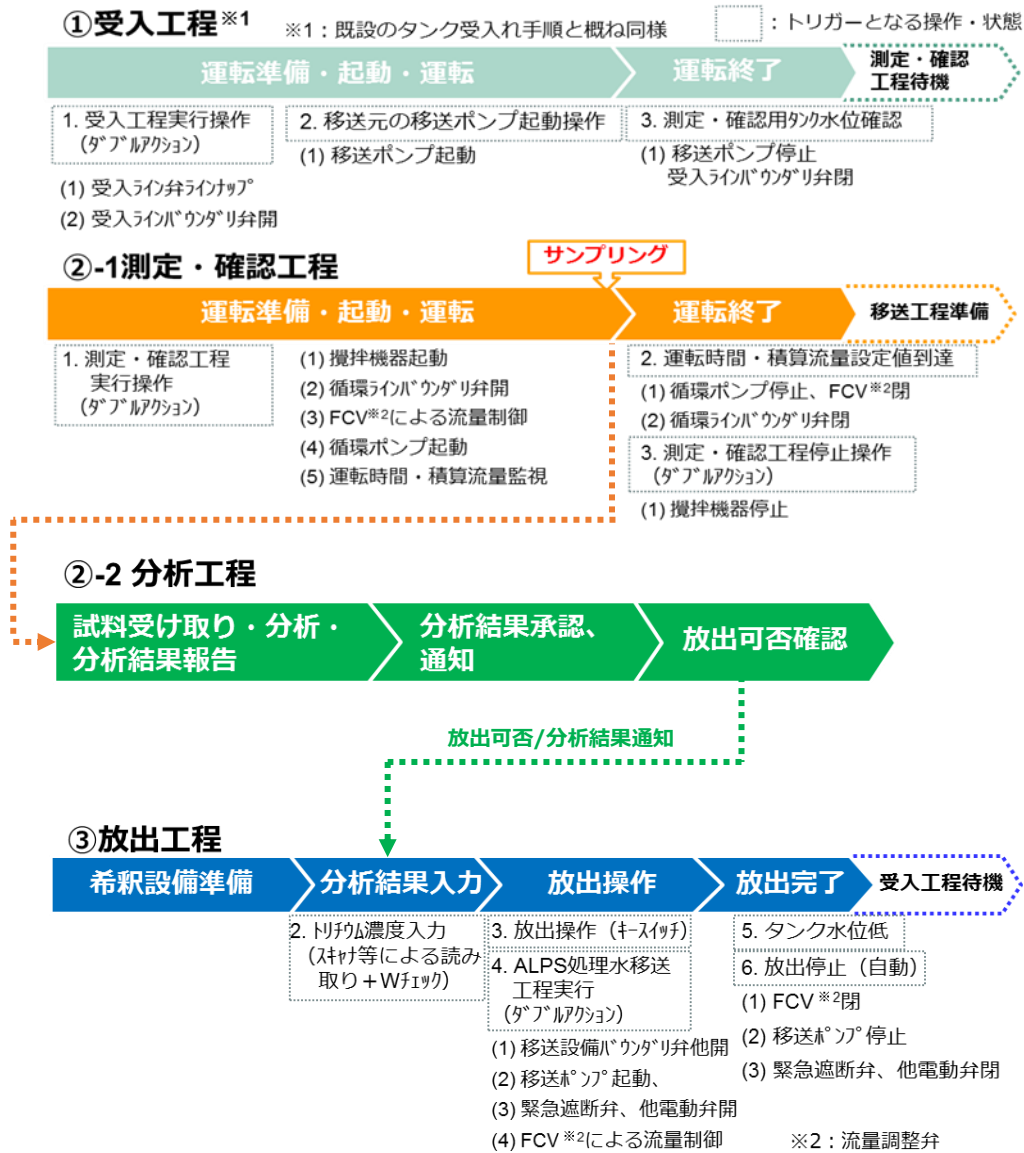 ①受入工程※1
※1：既設のタンク受入れ手順と概ね同様
：トリガーとなる操作・状態
運転準備・起動・運転
運転終了
測定・確認
工程待機
1. 受入工程実行操作
(ﾀﾞﾌﾞﾙｱｸｼｮﾝ)
(1) 受入ﾗｲﾝ弁ﾗｲﾝﾅｯﾌﾟ
(2) 受入ﾗｲﾝﾊﾞｳﾝﾀﾞﾘ弁開
2. 移送元の移送ポンプ起動操作
(1) 移送ポンプ起動
3. 測定・確認用ﾀﾝｸ水位確認
(1) 移送ポンプ停止
受入ﾗｲﾝﾊﾞｳﾝﾀﾞﾘ弁閉
②-1測定・確認工程
サンプリング
運転準備・起動・運転
運転終了
移送工程準備
1. 測定・確認工程
実行操作
(ﾀﾞﾌﾞﾙｱｸｼｮﾝ)
(1) 攪拌機器起動
(2) 循環ﾗｲﾝﾊﾞｳﾝﾀﾞﾘ弁開
(3) FCV※2による流量制御
(4) 循環ポンプ起動
(5) 運転時間・積算流量監視
2. 運転時間・積算流量設定値到達
(1) 循環ポンプ停止、FCV※2閉
(2) 循環ﾗｲﾝﾊﾞｳﾝﾀﾞﾘ弁閉
3. 測定・確認工程停止操作
(ﾀﾞﾌﾞﾙｱｸｼｮﾝ)
(1) 攪拌機器停止
②-2 分析工程
試料受け取り・分析・
分析結果報告
分析結果承認、
通知
放出可否確認
放出可否/分析結果通知
③放出工程
希釈設備準備
分析結果入力
放出操作
放出完了
受入工程待機
2. ﾄﾘﾁｳﾑ濃度入力
(ｽｷｬﾅ等による読み
取り＋Wﾁｪｯｸ)
3. 放出操作（ｷｰｽｲｯﾁ)
4. ALPS処理水移送
工程実行
(ﾀﾞﾌﾞﾙｱｸｼｮﾝ)
(1) 移送設備ﾊﾞｳﾝﾀﾞﾘ弁他開
(2) 移送ﾎﾟﾝﾌﾟ起動、
(3) 緊急遮断弁、他電動弁開
(4) FCV ※2による流量制御
5. タンク水位低
6. 放出停止（自動）
(1) FCV ※2閉
(2) 移送ﾎﾟﾝﾌﾟ停止
(3) 緊急遮断弁、他電動弁閉
※2：流量調整弁